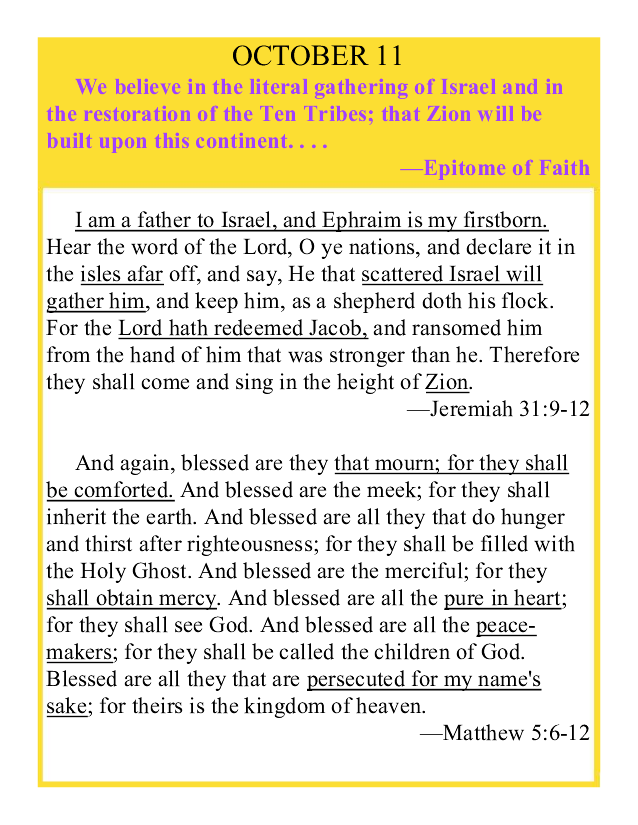 OCTOBER 11
We believe in the literal gathering of Israel and in
the restoration of the Ten Tribes; that Zion will be
built upon this continent. . . .
—Epitome of Faith
I am a father to Israel, and Ephraim is my firstborn.
Hear the word of the Lord, O ye nations, and declare it in
the isles afar off, and say, He that scattered Israel will
gather him, and keep him, as a shepherd doth his flock.
For the Lord hath redeemed Jacob, and ransomed him
from the hand of him that was stronger than he. Therefore
they shall come and sing in the height of Zion.
—Jeremiah 31:9-12
And again, blessed are they that mourn; for they shall
be comforted. And blessed are the meek; for they shall
inherit the earth. And blessed are all they that do hunger
and thirst after righteousness; for they shall be filled with
the Holy Ghost. And blessed are the merciful; for they
shall obtain mercy. And blessed are all the pure in heart;
for they shall see God. And blessed are all the peace-
makers; for they shall be called the children of God.
Blessed are all they that are persecuted for my name's
sake; for theirs is the kingdom of heaven.
—Matthew 5:6-12